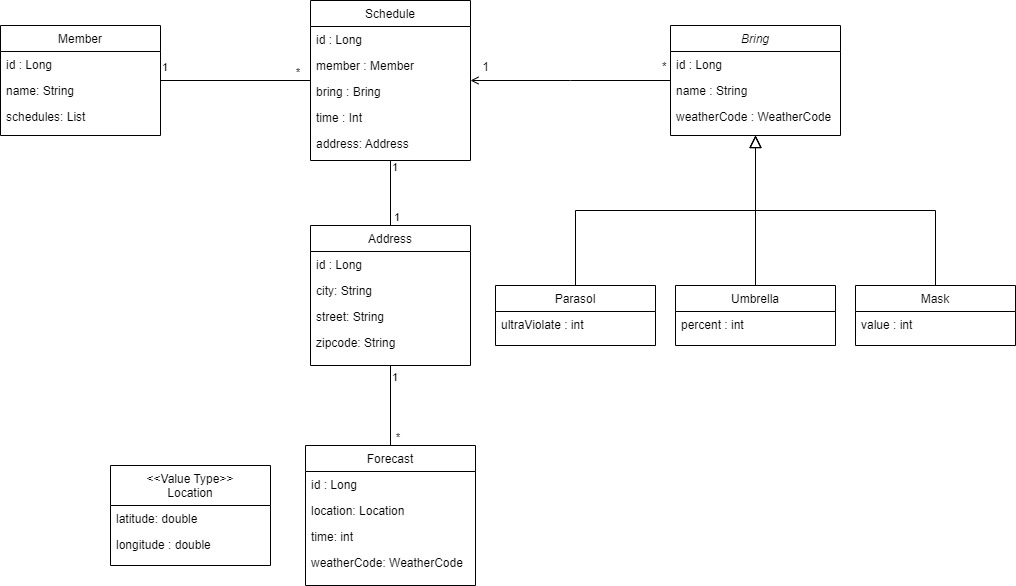 Member
id : Long
name: String
schedules: List
1
*
Schedule
id : Long
member : Member
bring : Bring
time : Int
address: Address
1
*
Bring
id : Long
name : String
weatherCode : WeatherCode
1
1
Address
id : Long
city: String
street: String
zipcode: String
Parasol
ultraViolate : int
Umbrella
percent : int
Mask
value : int
1
*
<<Value Type>>
Location
latitude: double
longitude : double
Forecast
id : Long
location: Location
time: int
weatherCode: WeatherCode